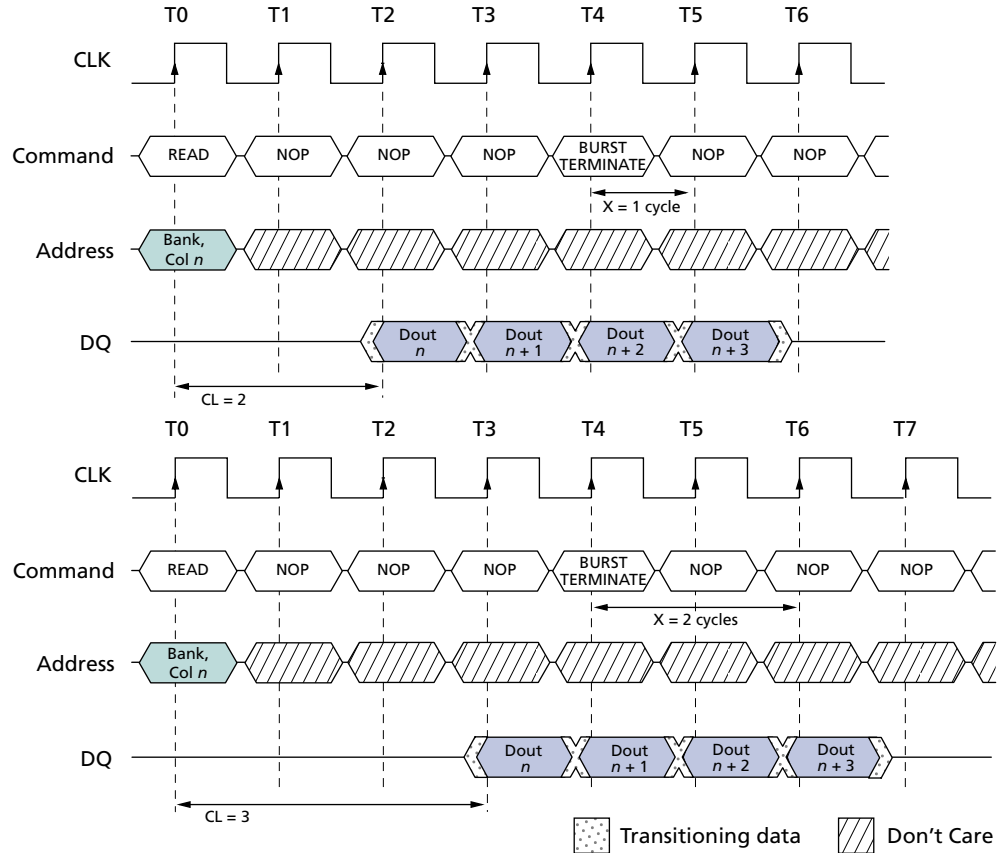 T0 T1 T2 T3 T4 T5 T6
CLK
Command READ NOP NOP NOP BURST TERMINATE NOP NOP
X = 1 cycle
Address Bank, Col n
DQ Dout n Dout n + 1 Dout n + 2 Dout n + 3
CL = 2
T0 T1 T2 T3 T4 T5 T6 T7
CLK
Command READ NOP NOP NOP BURST TERMINATE NOP NOP NOP
X = 2 cycles
Address Bank, Col n
DQ Dout n Dout n + 1 Dout n + 2 Dout n + 3
CL = 3
Transitioning data Don't Care